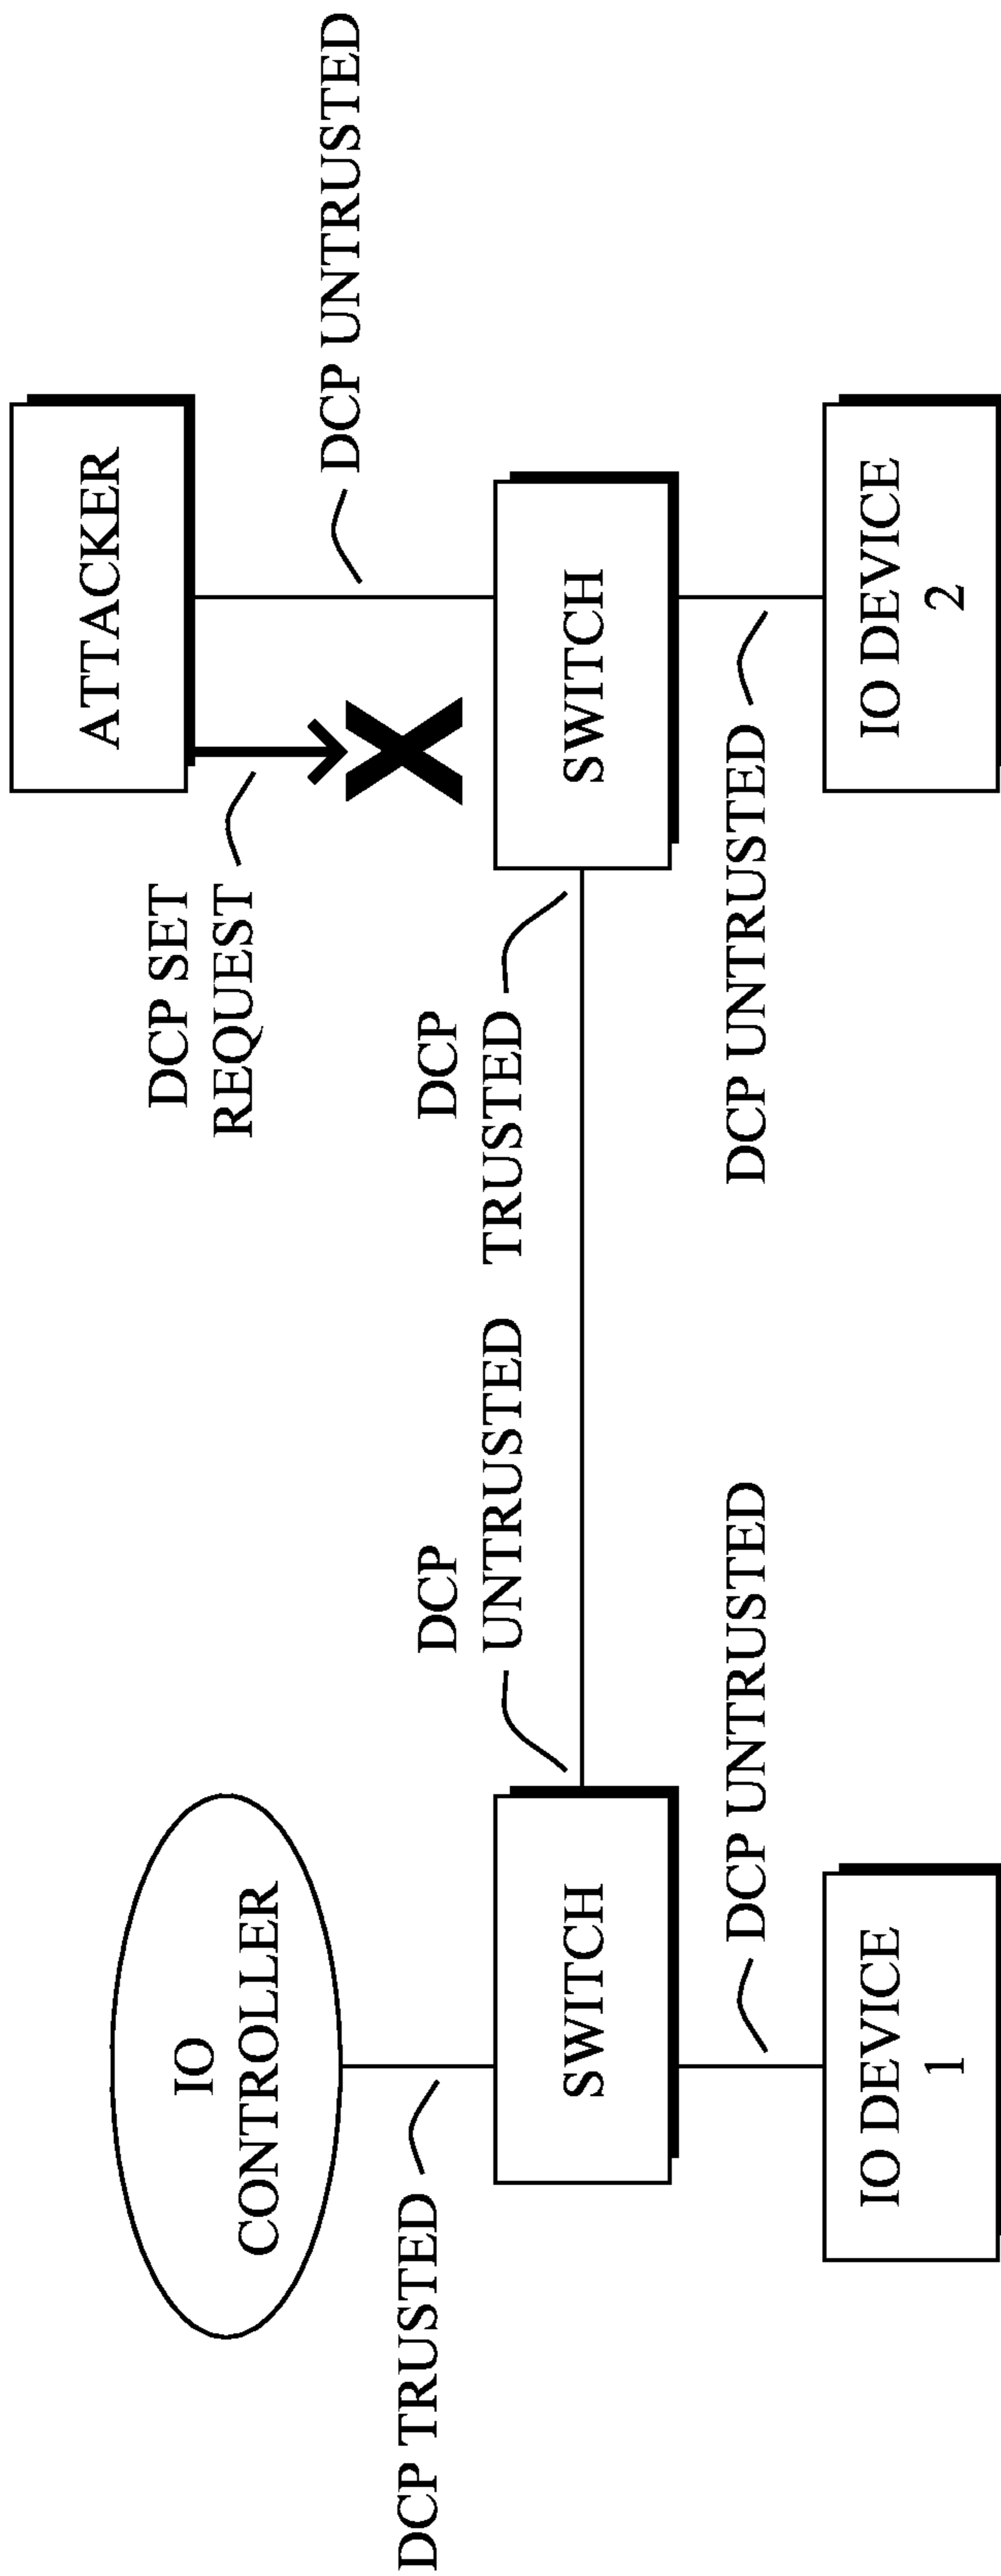 IO
CONTROLLER
DCP TRUSTED
SWITCH
DCP UNTRUSTED
IO DEVICE
1
DCP
UNTRUSTED
DCP
TRUSTED
DCP SET
REQUEST
ATTACKER
DCP UNTRUSTED
SWITCH
DCP UNTRUSTED
IO DEVICE
2